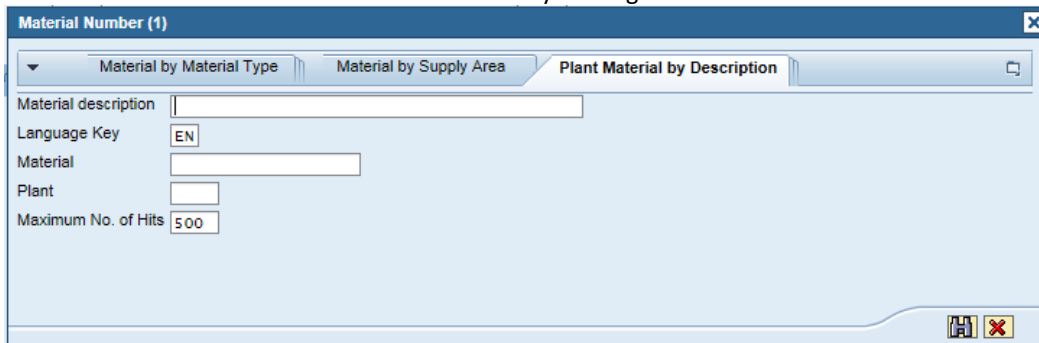 Material Number (1)
Material by Material Type Material by Supply Area Plant Material by Description
Material description
Language Key EN
Material
Plant
Maximum No. of Hits 500